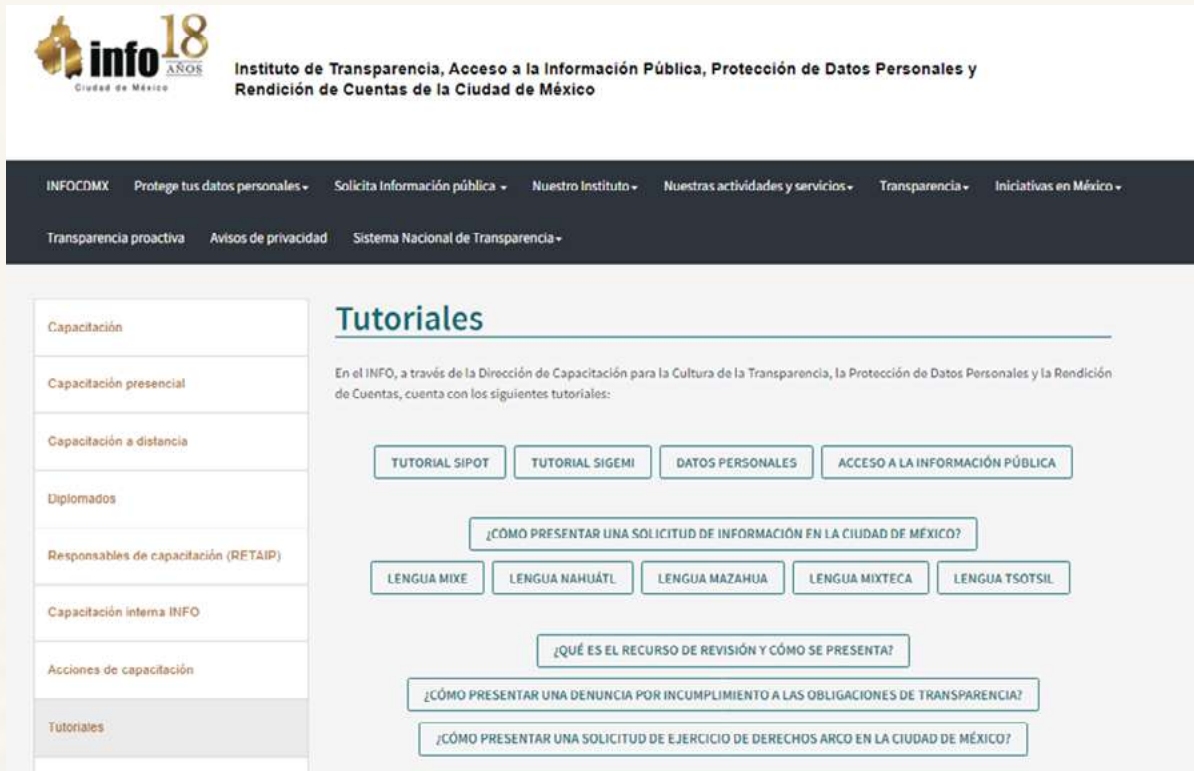 info 18 AÑOS
Ciudad de México
Instituto de Transparencia, Acceso a la Información Pública, Protección de Datos Personales y
Rendición de Cuentas de la Ciudad de México
INFOCDMX Protege tus datos personales Solicita Información pública Nuestro Instituto Nuestras actividades y servicios Transparencia Iniciativas en México
Transparencia proactiva Avisos de privacidad Sistema Nacional de Transparencia
Capacitación
Capacitación presencial
Capacitación a distancia
Diplomados
Responsables de capacitación (RETAIP)
Capacitación interna INFO
Acciones de capacitación
Tutoriales
Tutoriales
En el INFO, a través de la Dirección de Capacitación para la Cultura de la Transparencia, la Protección de Datos Personales y la Rendición
de Cuentas, cuenta con los siguientes tutoriales:
TUTORIAL SIPOT TUTORIAL SIGEMI DATOS PERSONALES ACCESO A LA INFORMACIÓN PÚBLICA
¿CÓMO PRESENTAR UNA SOLICITUD DE INFORMACIÓN EN LA CIUDAD DE MÉXICO?
LENGUA MIXE LENGUA NAHUÁTL LENGUA MAZAHUA LENGUA MIXTECA LENGUA TSOTSIL
¿QUÉ ES EL RECURSO DE REVISIÓN Y CÓMO SE PRESENTA?
¿CÓMO PRESENTAR UNA DENUNCIA POR INCUMPLIMIENTO A LAS OBLIGACIONES DE TRANSPARENCIA?
¿CÓMO PRESENTAR UNA SOLICITUD DE EJERCICIO DE DERECHOS ARCO EN LA CIUDAD DE MÉXICO?